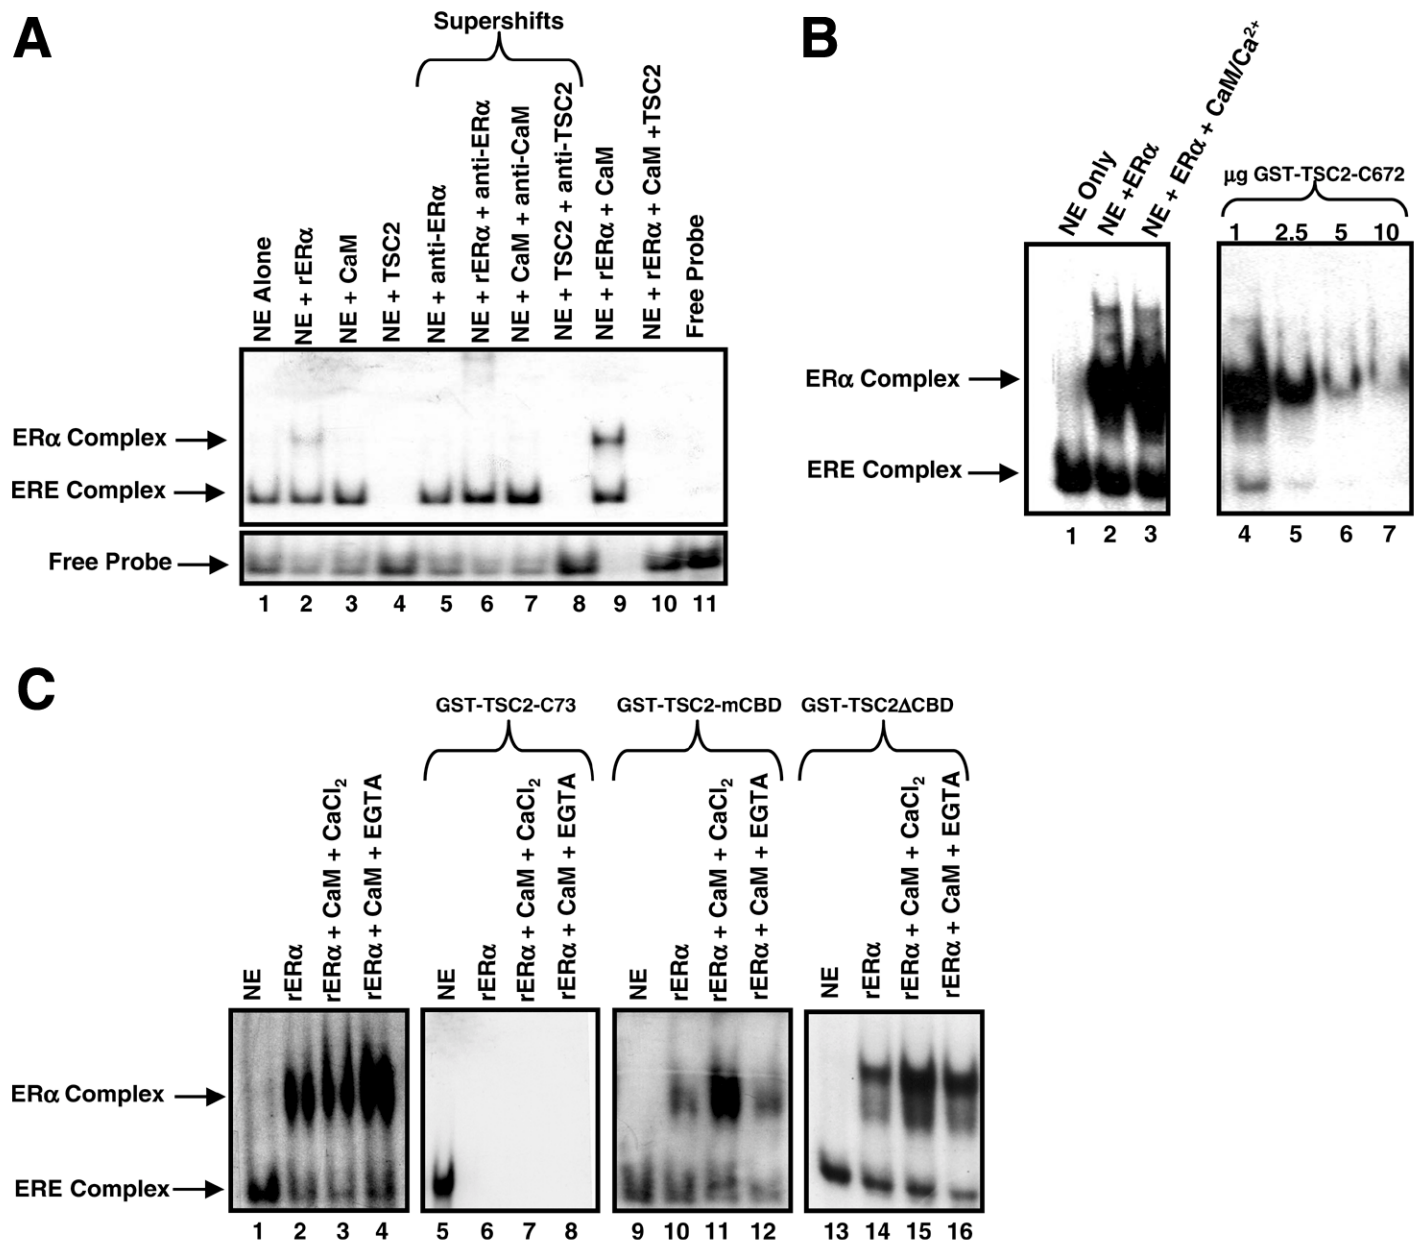 A
Supershifts
NE Alone
NE + rERα
NE + CaM
NE + TSC2
NE + anti-ERα
NE + rERα + anti-ERα
NE + CaM + anti-CaM
NE + TSC2 + anti-TSC2
NE + rERα + CaM
NE + rERα + CaM +TSC2
Free Probe
ERα Complex
ERE Complex
Free Probe
1 2 3 4 5 6 7 8 9 10 11
B
NE Only
NE +ERα
NE + ERα + CaM/Ca²⁺
µg GST-TSC2-C672
1 2.5 5 10
ERα Complex
ERE Complex
1 2 3 4 5 6 7
C
GST-TSC2-C73 GST-TSC2-mCBD GST-TSC2ΔCBD
NE
rERα
rERα + CaM + CaCl₂
rERα + CaM + EGTA
NE
rERα
rERα + CaM + CaCl₂
rERα + CaM + EGTA
NE
rERα
rERα + CaM + CaCl₂
rERα + CaM + EGTA
NE
rERα
rERα + CaM + CaCl₂
rERα + CaM + EGTA
ERα Complex
ERE Complex
1 2 3 4 5 6 7 8 9 10 11 12 13 14 15 16